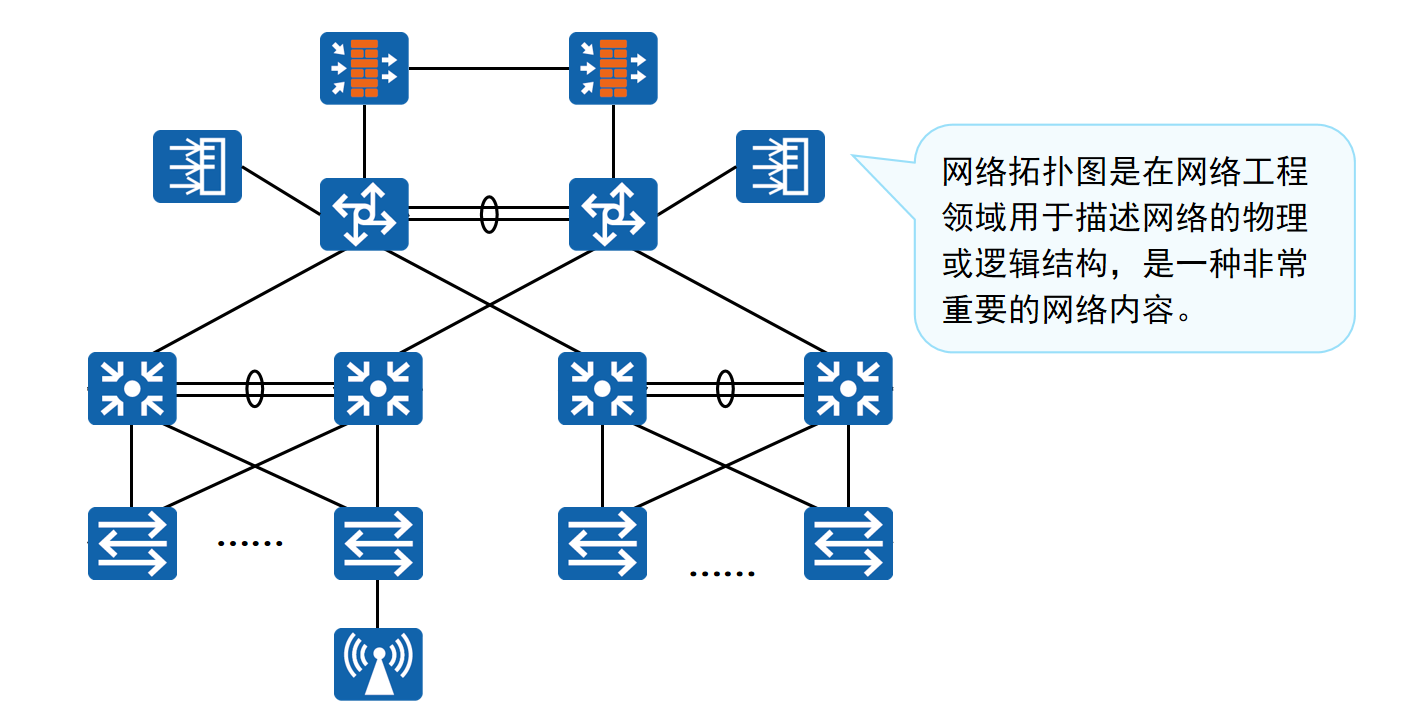 网络拓扑图是在网络工程
领域用于描述网络的物理
或逻辑结构，是一种非常
重要的网络内容。
……
……